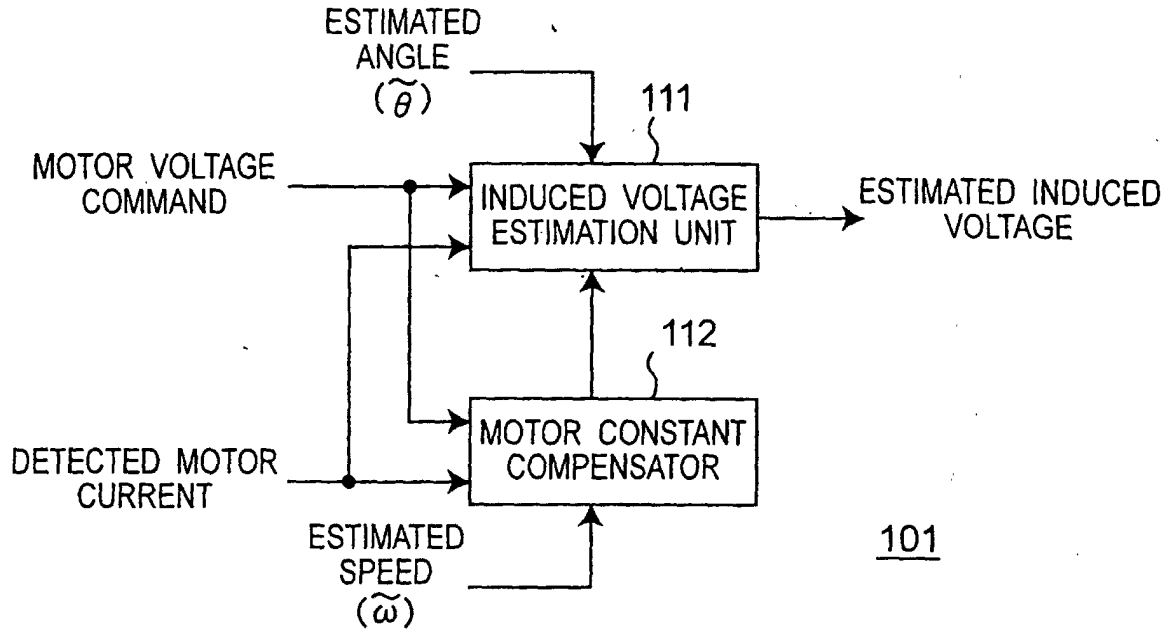 ESTIMATED
ANGLE
(θ̃)
111
MOTOR VOLTAGE
COMMAND
INDUCED VOLTAGE
ESTIMATION UNIT
ESTIMATED INDUCED
VOLTAGE
112
MOTOR CONSTANT
COMPENSATOR
DETECTED MOTOR
CURRENT
ESTIMATED
SPEED
(ω̃)
101